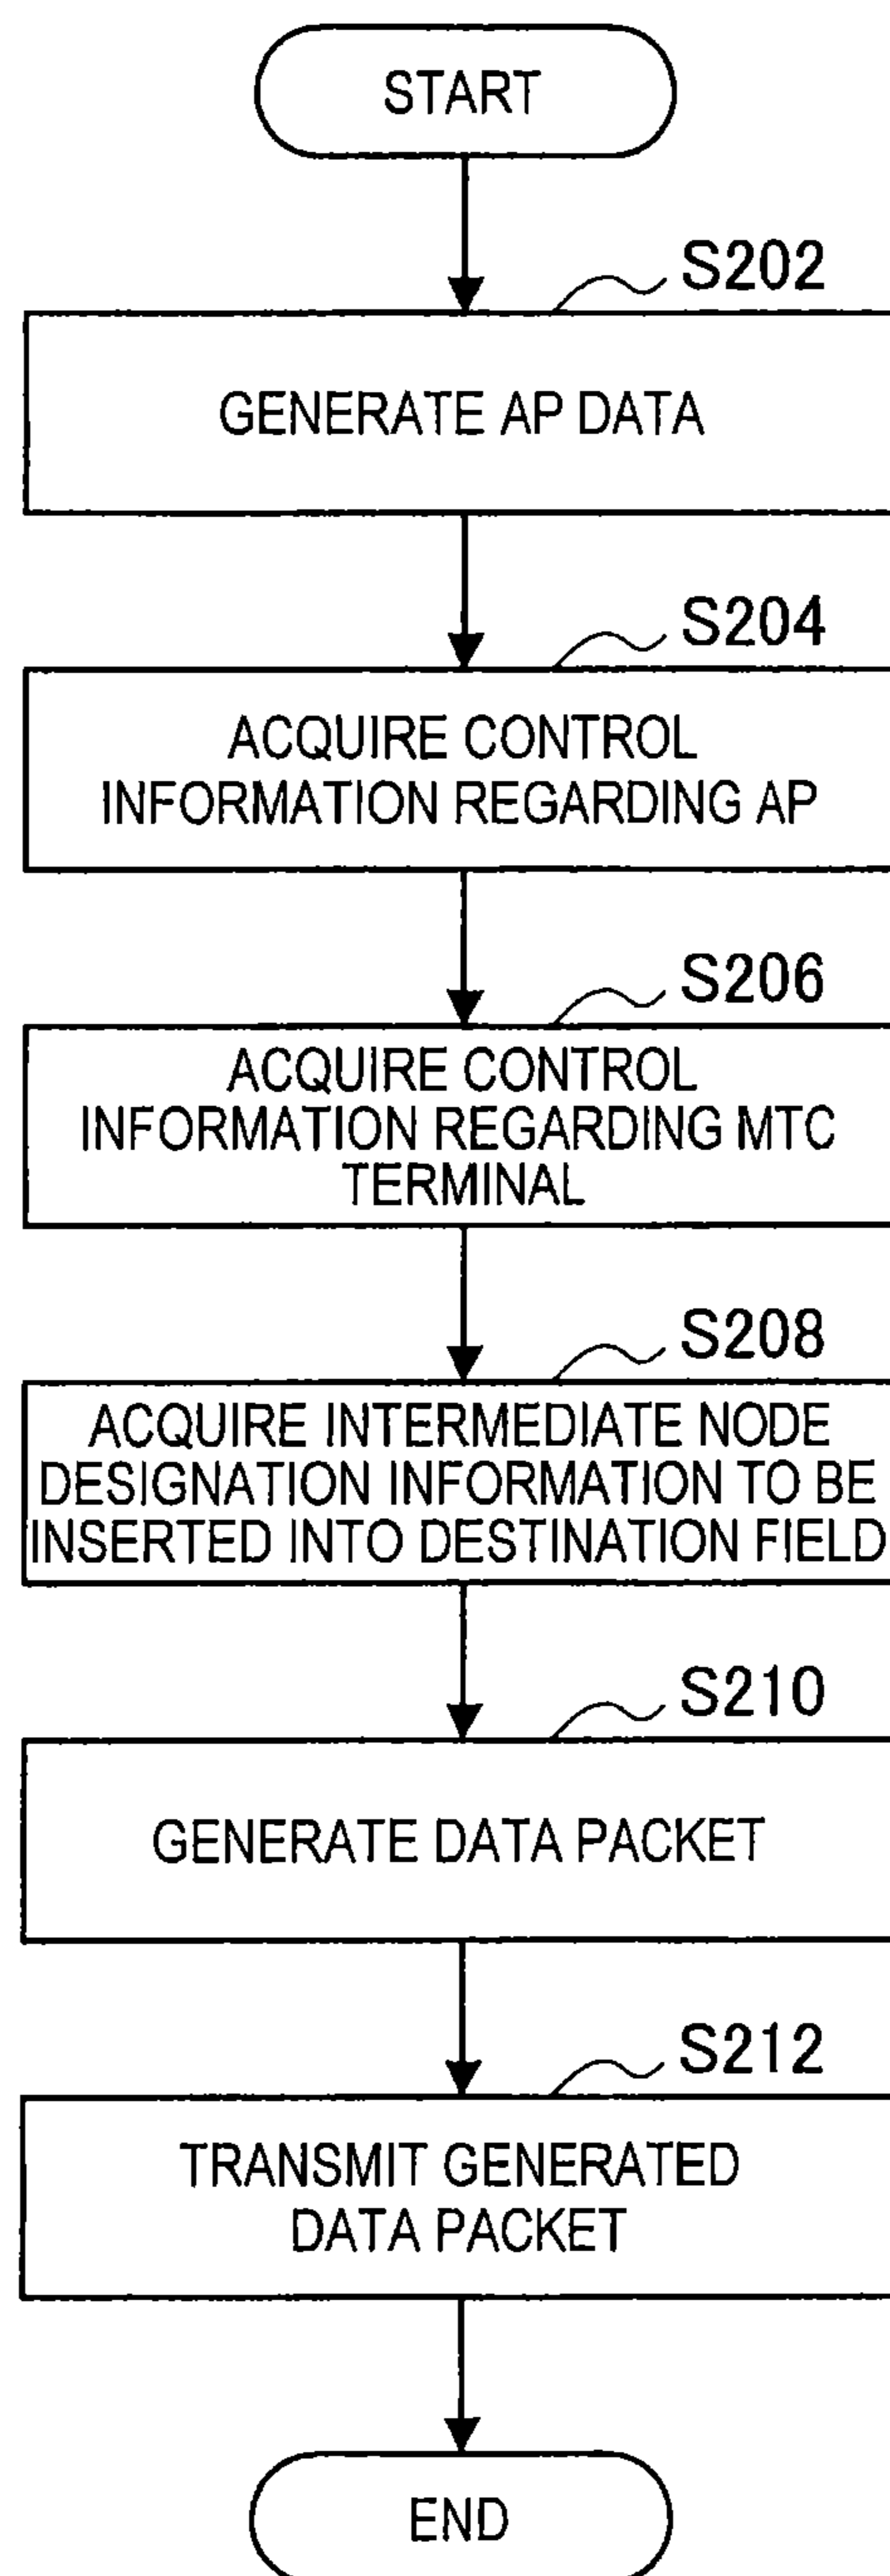 START
S202
GENERATE AP DATA
S204
ACQUIRE CONTROL
INFORMATION REGARDING AP
S206
ACQUIRE CONTROL
INFORMATION REGARDING MTC
TERMINAL
S208
ACQUIRE INTERMEDIATE NODE
DESIGNATION INFORMATION TO BE
INSERTED INTO DESTINATION FIELD
S210
GENERATE DATA PACKET
S212
TRANSMIT GENERATED
DATA PACKET
END